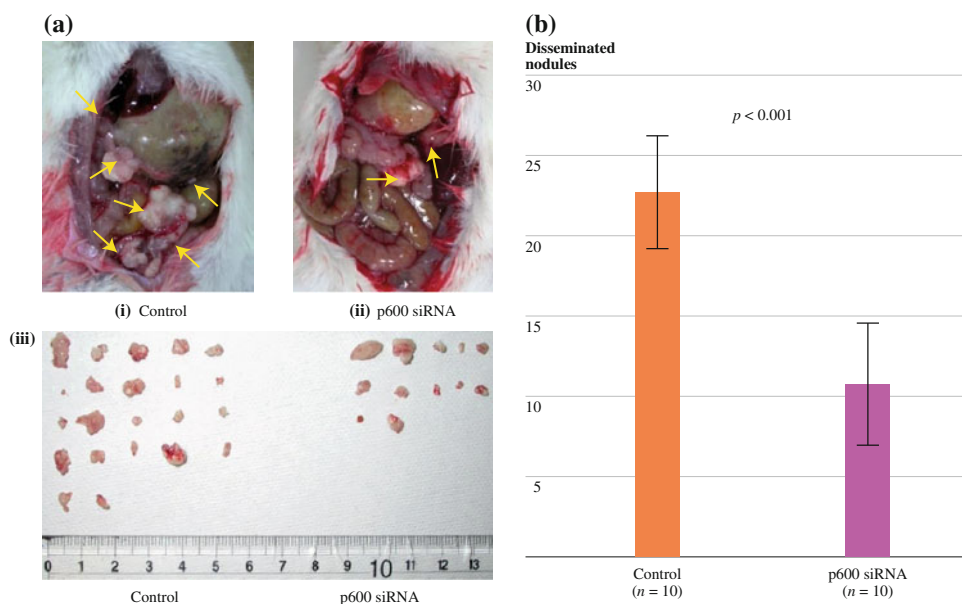 (a)
(i) Control
(ii) p600 siRNA
(iii)
0 1 2 3 4 5 6 7 8 9 10 11 12 13
Control
p600 siRNA
(b)
Disseminated
nodules
30
p < 0.001
25
20
15
10
5
Control
(n = 10)
p600 siRNA
(n = 10)